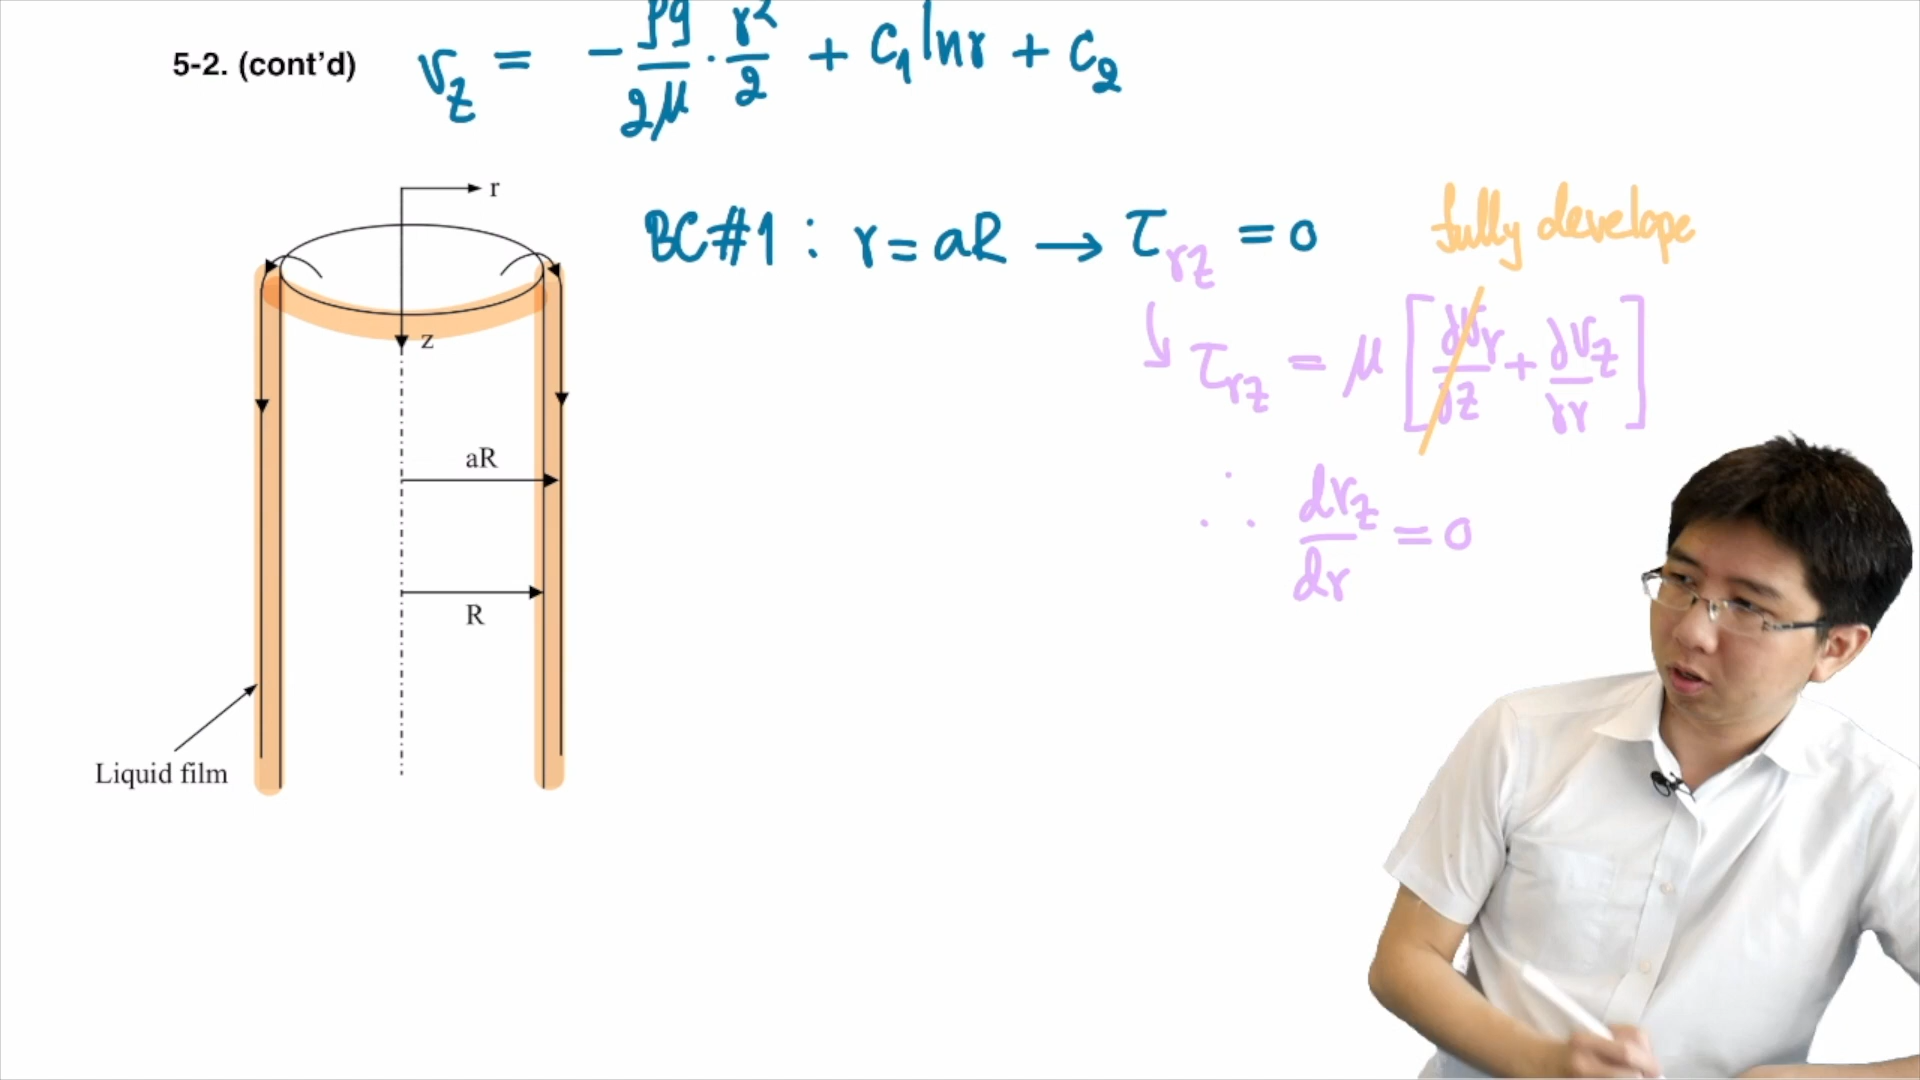 5-2. (cont'd)
v_z = - ρg/2μ · r²/2 + C₁ ln r + C₂
r
BC#1 : r = aR → τ_rz = 0
fully develope
z
τ_rz = μ [ ∂v_r/∂z + ∂v_z/∂r ]
aR
∴ dv_z/dr = 0
R
Liquid film